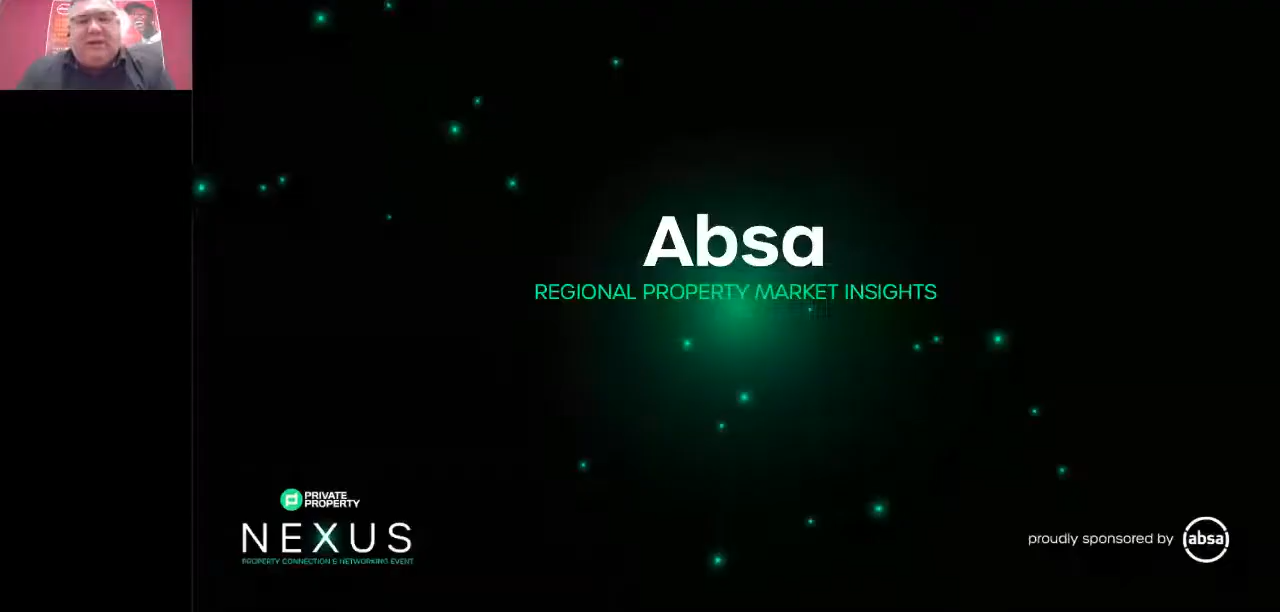 Absa
REGIONAL PROPERTY MARKET INSIGHTS
PRIVATE
PROPERTY
NEXUS
PROPERTY CONNECTION & NETWORKING EVENT
proudly sponsored by
absa